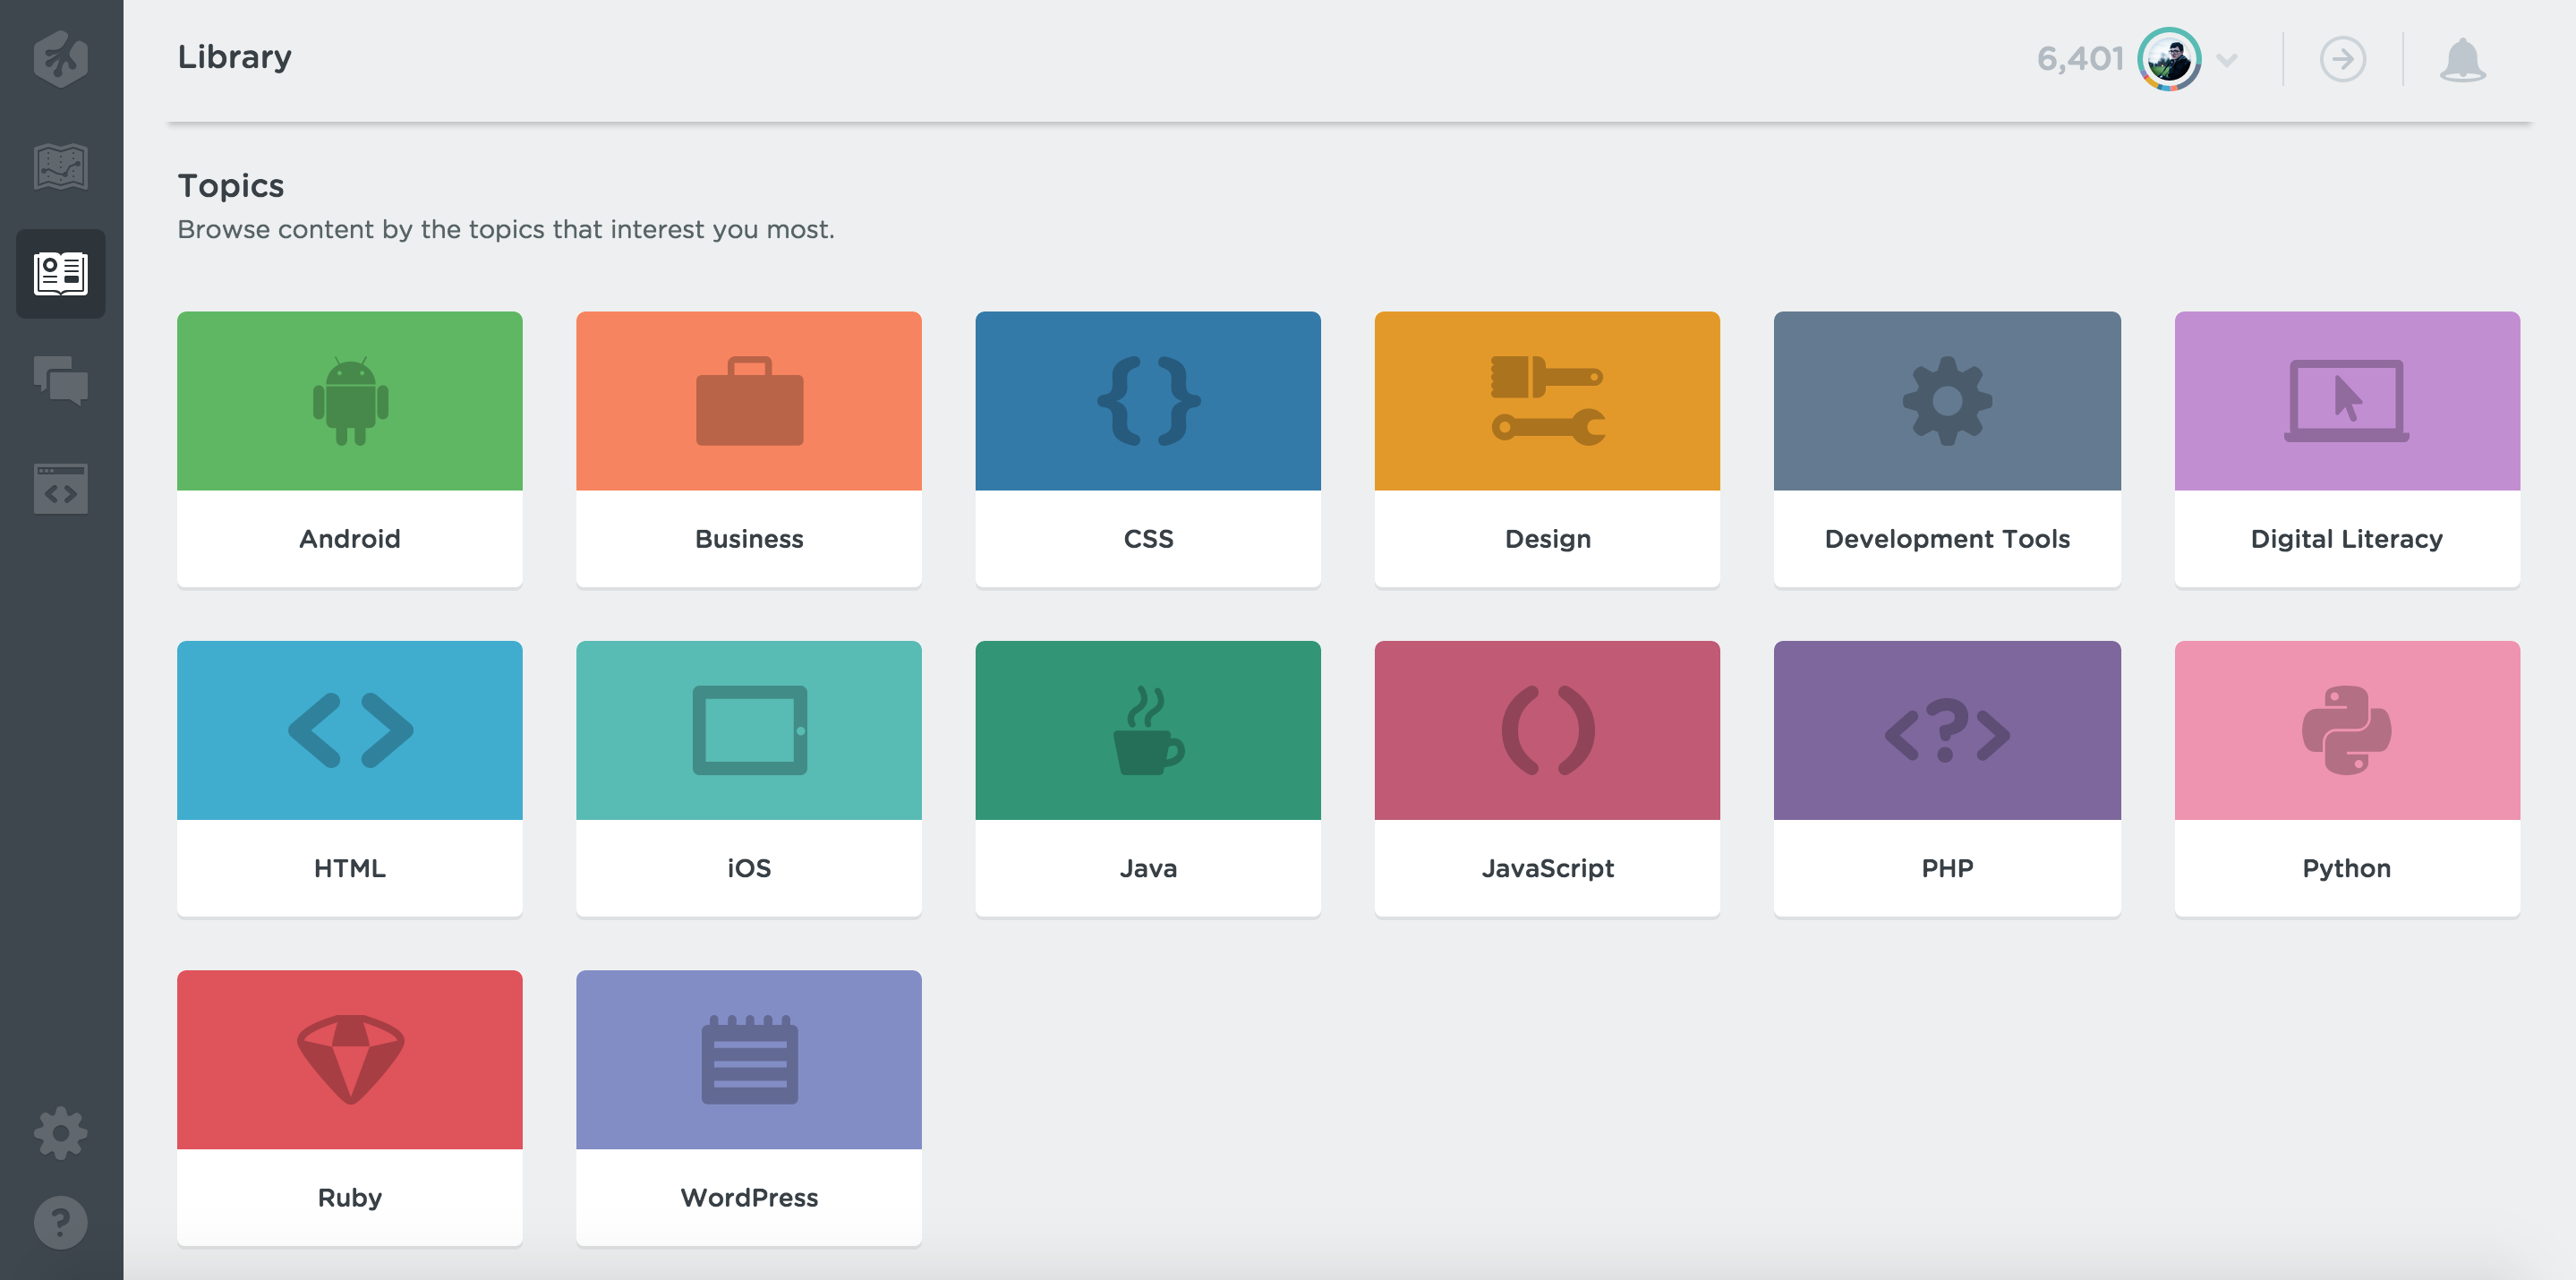 Library
6,401
Topics
Browse content by the topics that interest you most.
Android
Business
CSS
Design
Development Tools
Digital Literacy
HTML
iOS
Java
JavaScript
PHP
Python
Ruby
WordPress